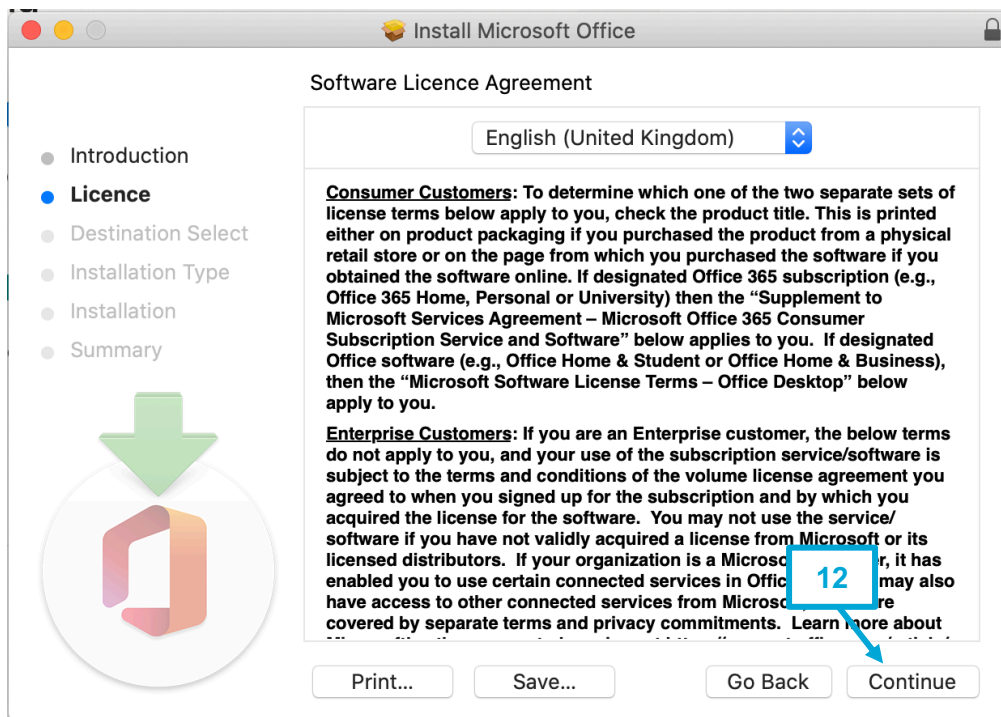 Install Microsoft Office
Software Licence Agreement
English (United Kingdom)
Introduction
Licence
Destination Select
Installation Type
Installation
Summary
Consumer Customers: To determine which one of the two separate sets of
license terms below apply to you, check the product title. This is printed
either on product packaging if you purchased the product from a physical
retail store or on the page from which you purchased the software if you
obtained the software online. If designated Office 365 subscription (e.g.,
Office 365 Home, Personal or University) then the “Supplement to
Microsoft Services Agreement – Microsoft Office 365 Consumer
Subscription Service and Software” below applies to you. If designated
Office software (e.g., Office Home & Student or Office Home & Business),
then the “Microsoft Software License Terms – Office Desktop” below
apply to you.
Enterprise Customers: If you are an Enterprise customer, the below terms
do not apply to you, and your use of the subscription service/software is
subject to the terms and conditions of the volume license agreement you
agreed to when you signed up for the subscription and by which you
acquired the license for the software. You may not use the service/
software if you have not validly acquired a license from Microsoft or its
licensed distributors. If your organization is a it has
enabled you to use certain connected services in may also
have access to other connected services from
covered by separate terms and privacy commitments. Learn more about
12
Print...
Save...
Go Back
Continue